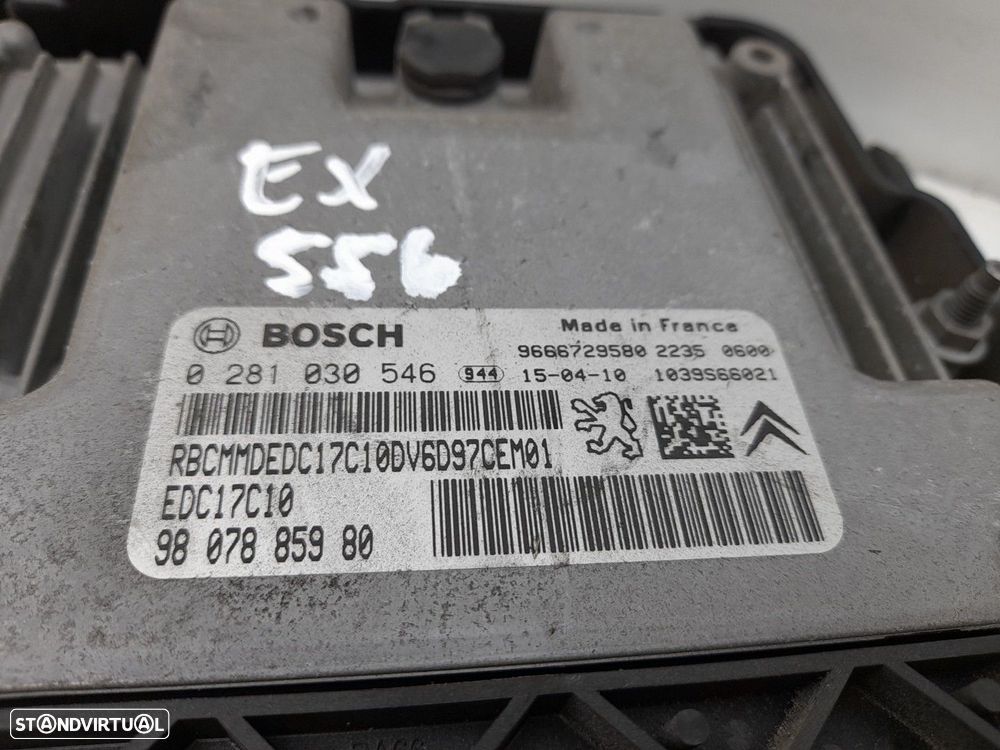 EX
556
BOSCH
Made in France
9666729580 2235 0600
0 281 030 546 944 15-04-10 1039S66021
RBCMMDEDC17C10DV6D97CEM01
EDC17C10
98 078 859 80
STANDVIRTUAL